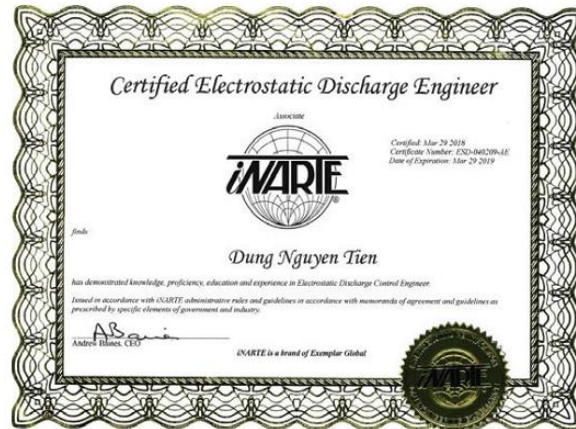 Certified Electrostatic Discharge Engineer
Associate
iNARTE®
Certified: Mar 29 2018
Certificate Number: ESD-040209-AE
Date of Expiration: Mar 29 2019
finds
Dung Nguyen Tien
has demonstrated knowledge, proficiency, education and experience in Electrostatic Discharge Control Engineer.
Issued in accordance with iNARTE administrative rules and guidelines in accordance with memoranda of agreement and guidelines as
prescribed by specific elements of government and industry.
Andrew Baines, CEO
iNARTE is a brand of Exemplar Global
iNARTE